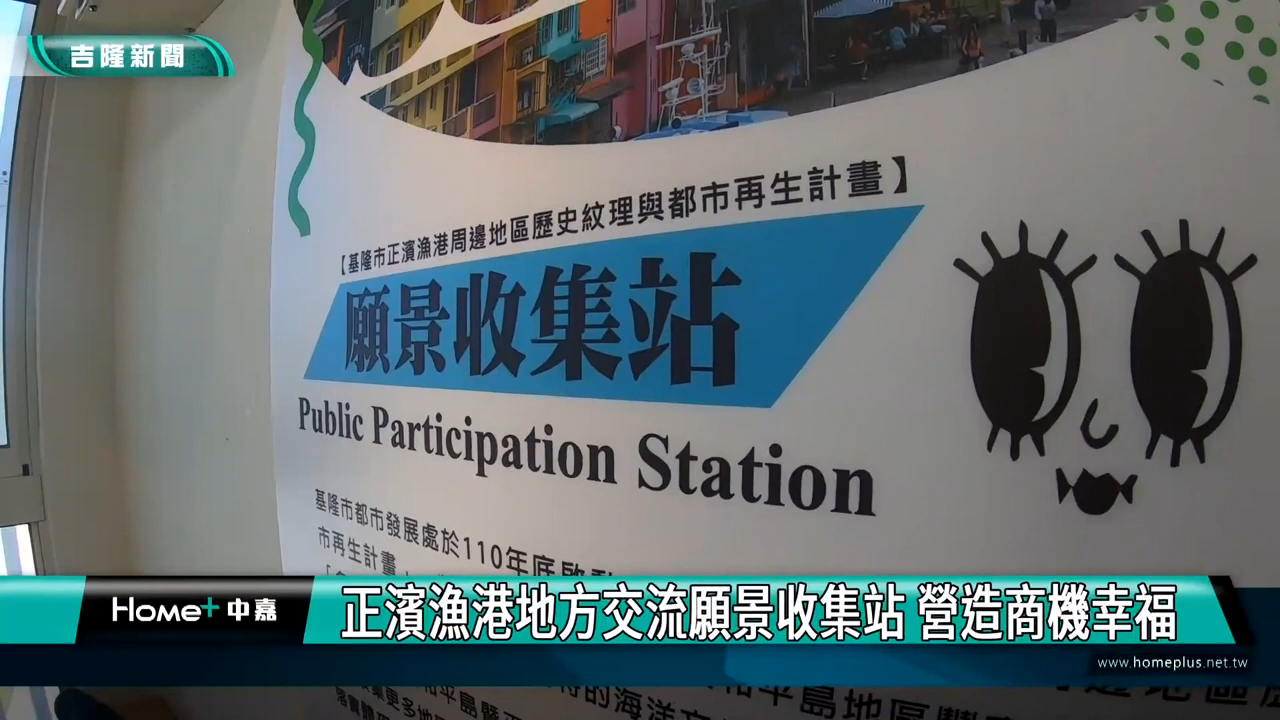 吉隆新聞
【基隆市正濱漁港周邊地區歷史紋理與都市再生計畫】
願景收集站
Public Participation Station
基隆市都市發展處於110年底啟動
市再生計畫
Home+中嘉
正濱漁港地方交流願景收集站 營造商機幸福
www.homeplus.net.tw